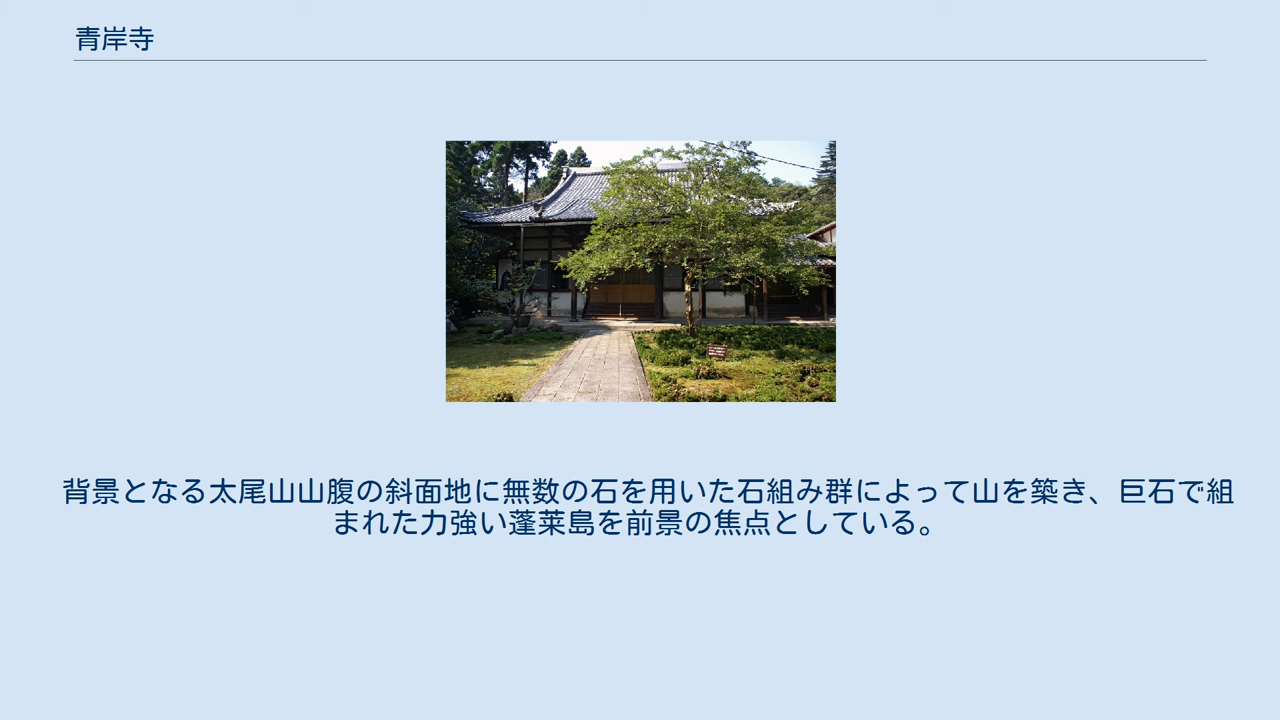 青岸寺
背景となる太尾山山腹の斜面地に無数の石を用いた石組み群によって山を築き、巨石で組
まれた力強い蓬莱島を前景の焦点としている。